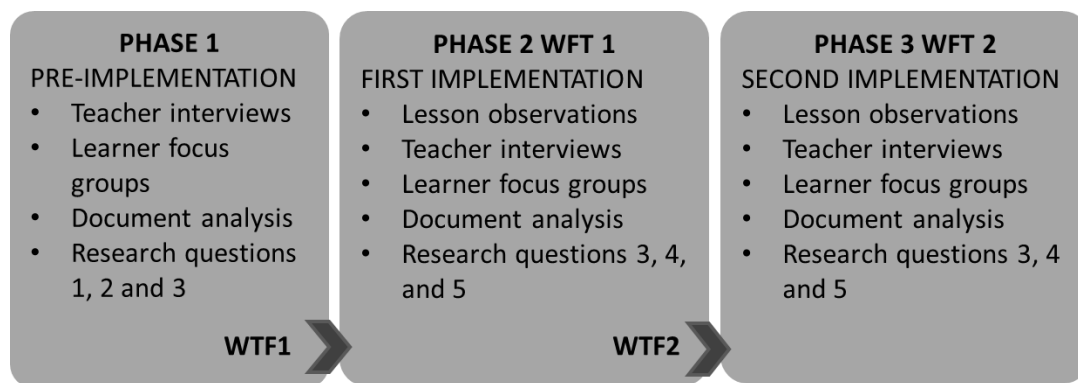 PHASE 1
PRE-IMPLEMENTATION
• Teacher interviews
• Learner focus
groups
• Document analysis
• Research questions
1, 2 and 3
WTF1
PHASE 2 WFT 1
FIRST IMPLEMENTATION
• Lesson observations
• Teacher interviews
• Learner focus groups
• Document analysis
• Research questions 3, 4,
and 5
WTF2
PHASE 3 WFT 2
SECOND IMPLEMENTATION
• Lesson observations
• Teacher interviews
• Learner focus groups
• Document analysis
• Research questions 3, 4
and 5